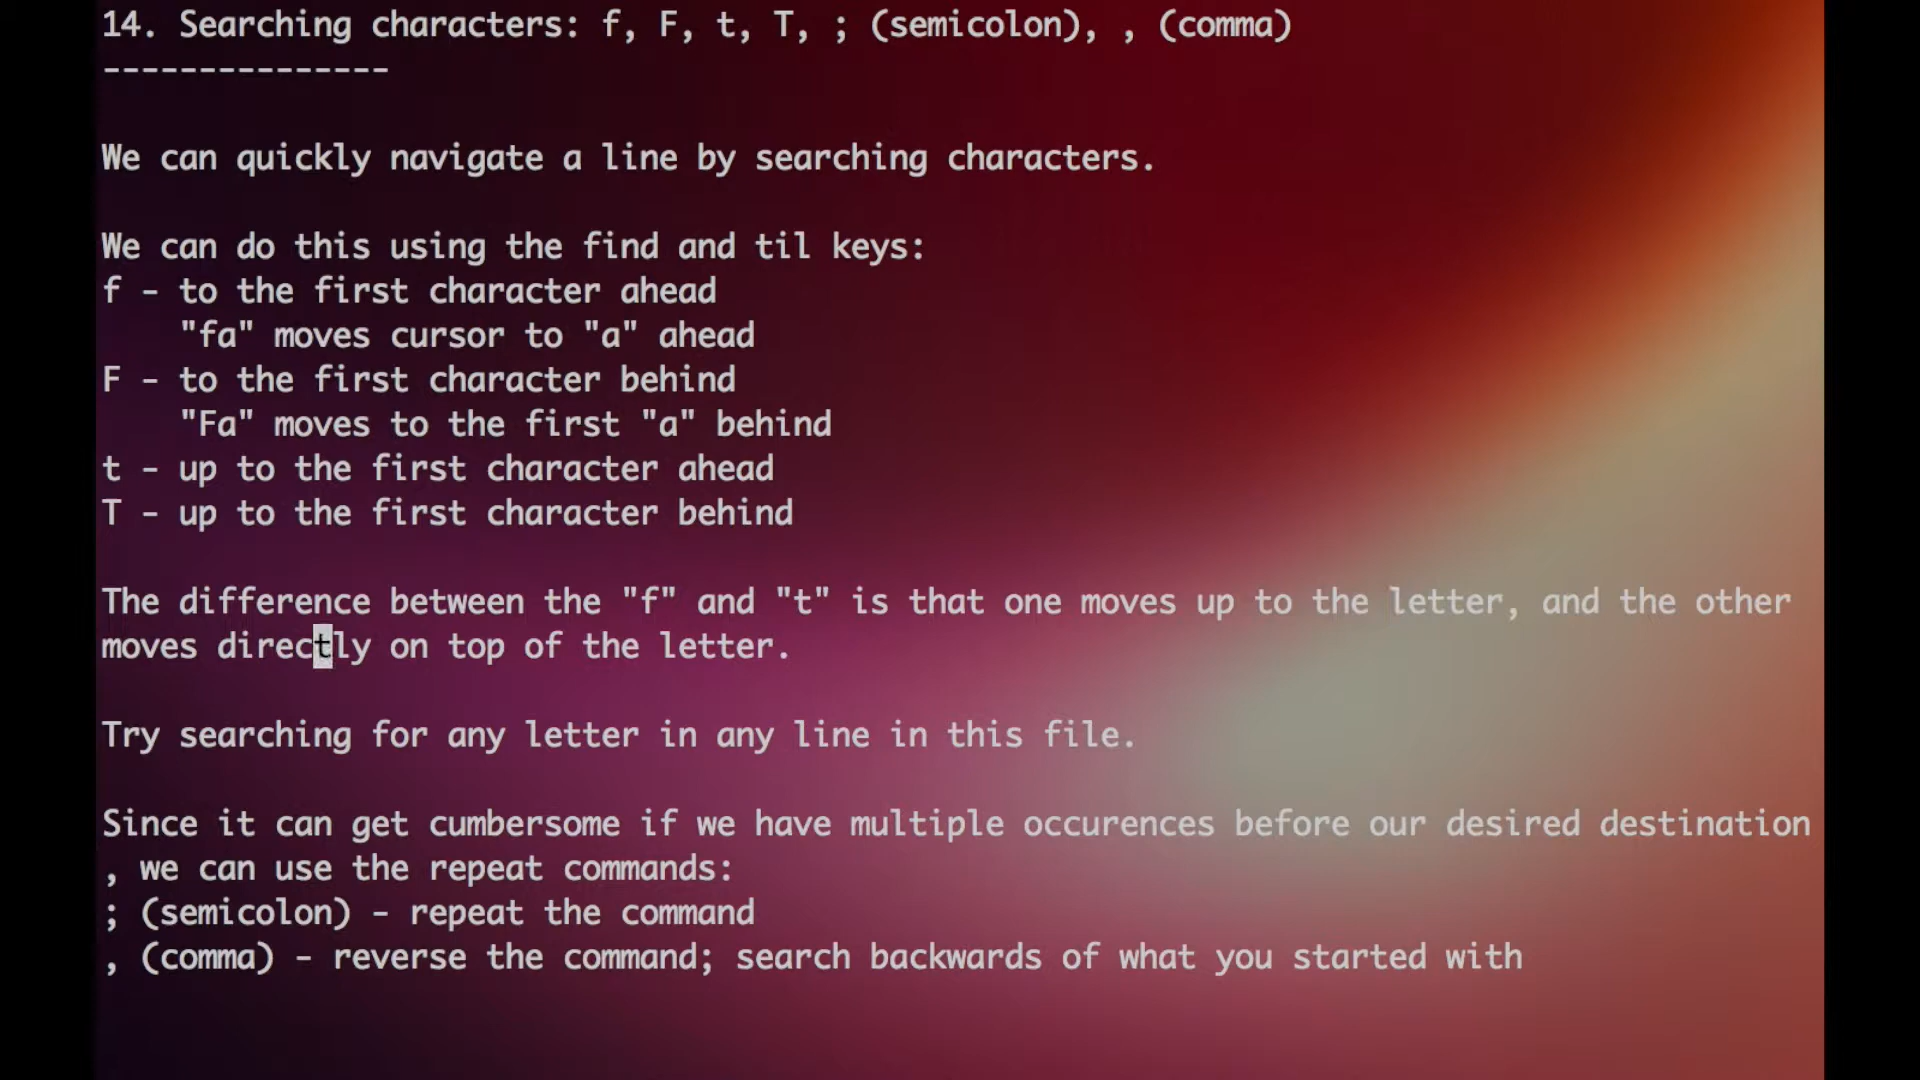 14. Searching characters: f, F, t, T, ; (semicolon), , (comma)
---------------
We can quickly navigate a line by searching characters.
We can do this using the find and til keys:
f - to the first character ahead
"fa" moves cursor to "a" ahead
F - to the first character behind
"Fa" moves to the first "a" behind
t - up to the first character ahead
T - up to the first character behind
The difference between the "f" and "t" is that one moves up to the letter, and the other
moves directly on top of the letter.
Try searching for any letter in any line in this file.
Since it can get cumbersome if we have multiple occurences before our desired destination
, we can use the repeat commands:
; (semicolon) - repeat the command
, (comma) - reverse the command; search backwards of what you started with